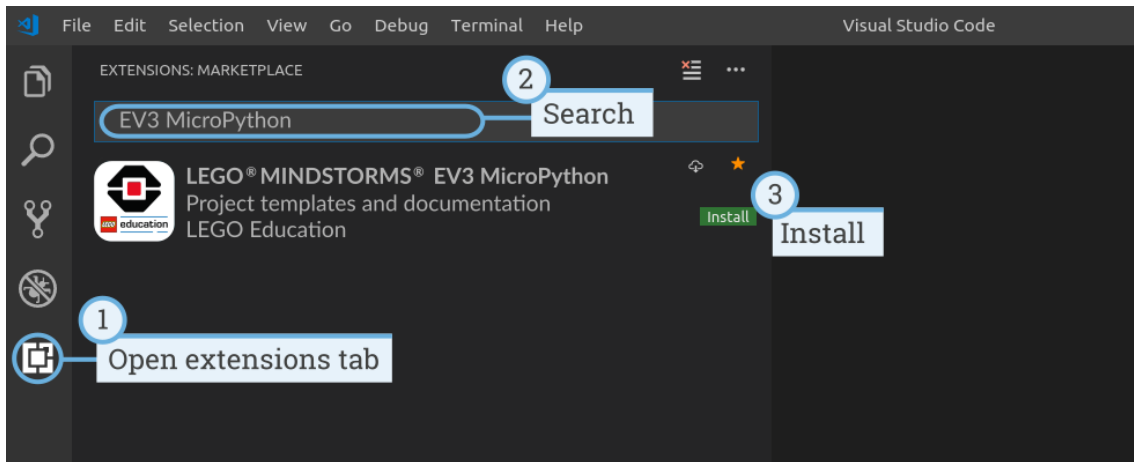 File Edit Selection View Go Debug Terminal Help Visual Studio Code
EXTENSIONS: MARKETPLACE
2
Search
EV3 MicroPython
LEGO® MINDSTORMS® EV3 MicroPython
Project templates and documentation
LEGO Education
LEGO education
Install
3
Install
1
Open extensions tab